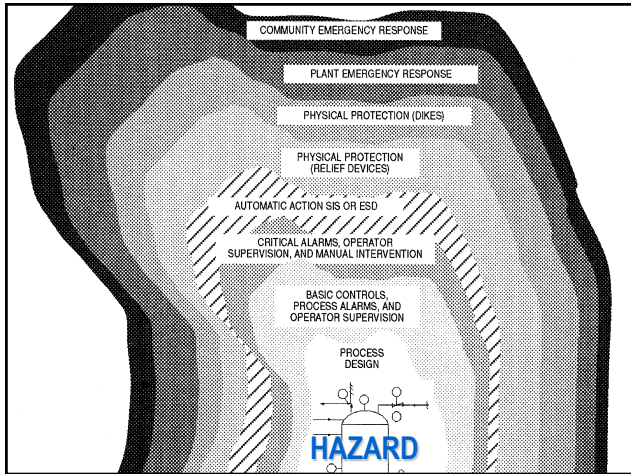 COMMUNITY EMERGENCY RESPONSE
PLANT EMERGENCY RESPONSE
PHYSICAL PROTECTION (DIKES)
PHYSICAL PROTECTION
(RELIEF DEVICES)
AUTOMATIC ACTION SIS OR ESD
CRITICAL ALARMS, OPERATOR
SUPERVISION, AND MANUAL INTERVENTION
BASIC CONTROLS,
PROCESS ALARMS, AND
OPERATOR SUPERVISION
PROCESS
DESIGN
HAZARD